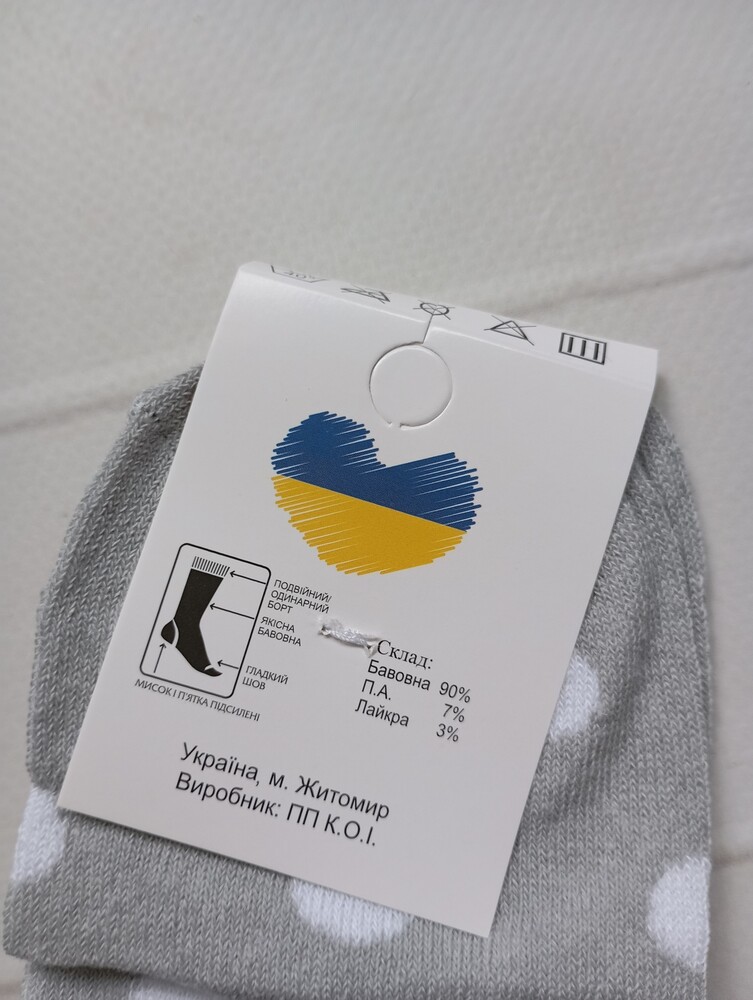 ПОДВІЙНИЙ/
ОДИНАРНИЙ
БОРТ
ЯКІСНА
БАВОВНА
ГЛАДКИЙ
ШОВ
МИСОК І П'ЯТКА ПІДСИЛЕНІ
Склад:
Бавовна 90%
П.А. 7%
Лайкра 3%
Україна, м. Житомир
Виробник: ПП К.О.І.